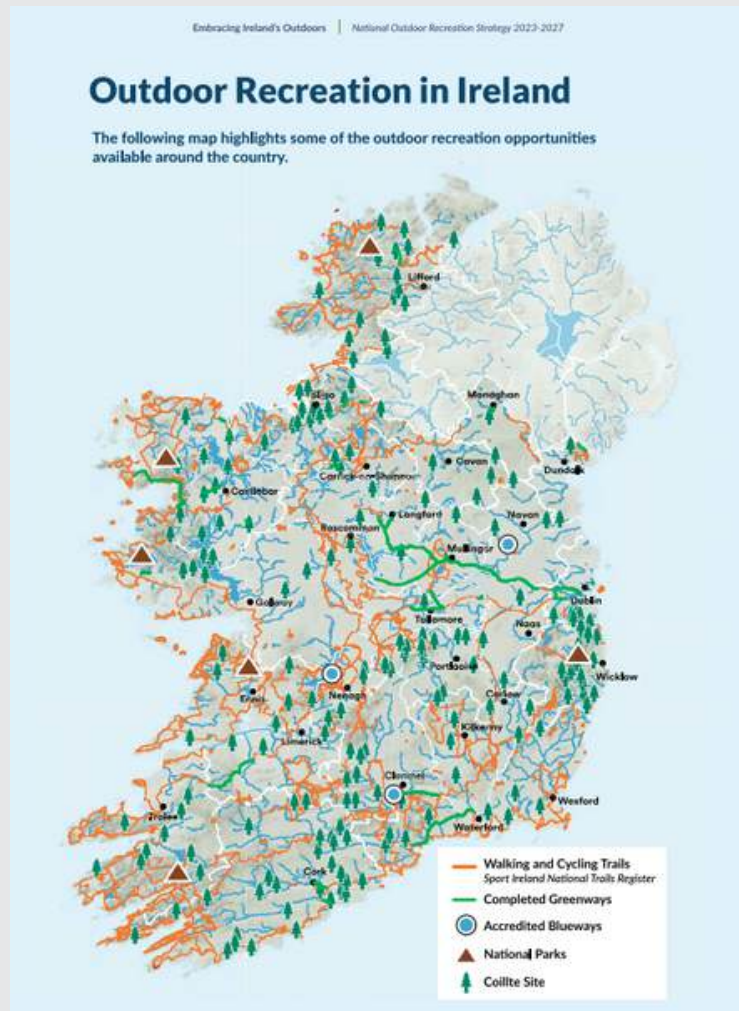 Embracing Ireland's Outdoors | National Outdoor Recreation Strategy 2023-2027
Outdoor Recreation in Ireland
The following map highlights some of the outdoor recreation opportunities
available around the country.
Lifford
Sligo
Monaghan
Cavan
Dundalk
Carrick-on-Shannon
Castlebar
Longford
Navan
Roscommon
Mullingar
Galway
Dublin
Tullamore
Naas
Portlaoise
Wicklow
Ennis
Nenagh
Carlow
Limerick
Kilkenny
Clonmel
Wexford
Tralee
Waterford
Cork
Walking and Cycling Trails
Sport Ireland National Trails Register
Completed Greenways
Accredited Blueways
National Parks
Coillte Site